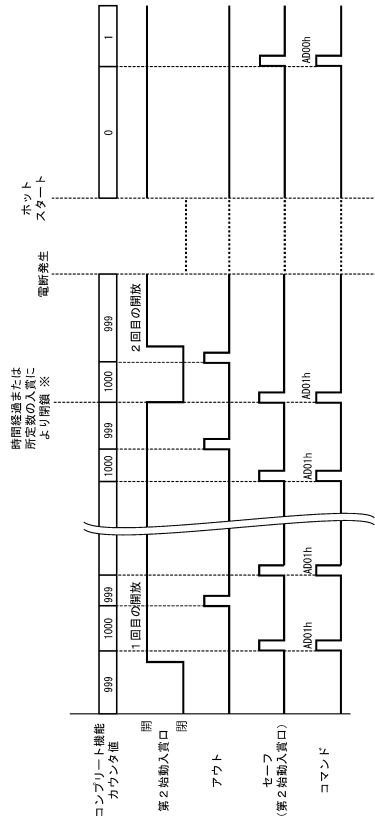 時間経過または
所定数の入賞に
より閉鎖 ※
電断発生
ホット
スタート
コンプリート機能
カウンタ値
999
1000
999
1000
999
1000
999
0
1
第２始動入賞口
開
閉
1回目の開放
２回目の開放
アウト
セーフ
(第２始動入賞口)
コマンド
AD01h
AD01h
AD01h
AD01h
AD00h